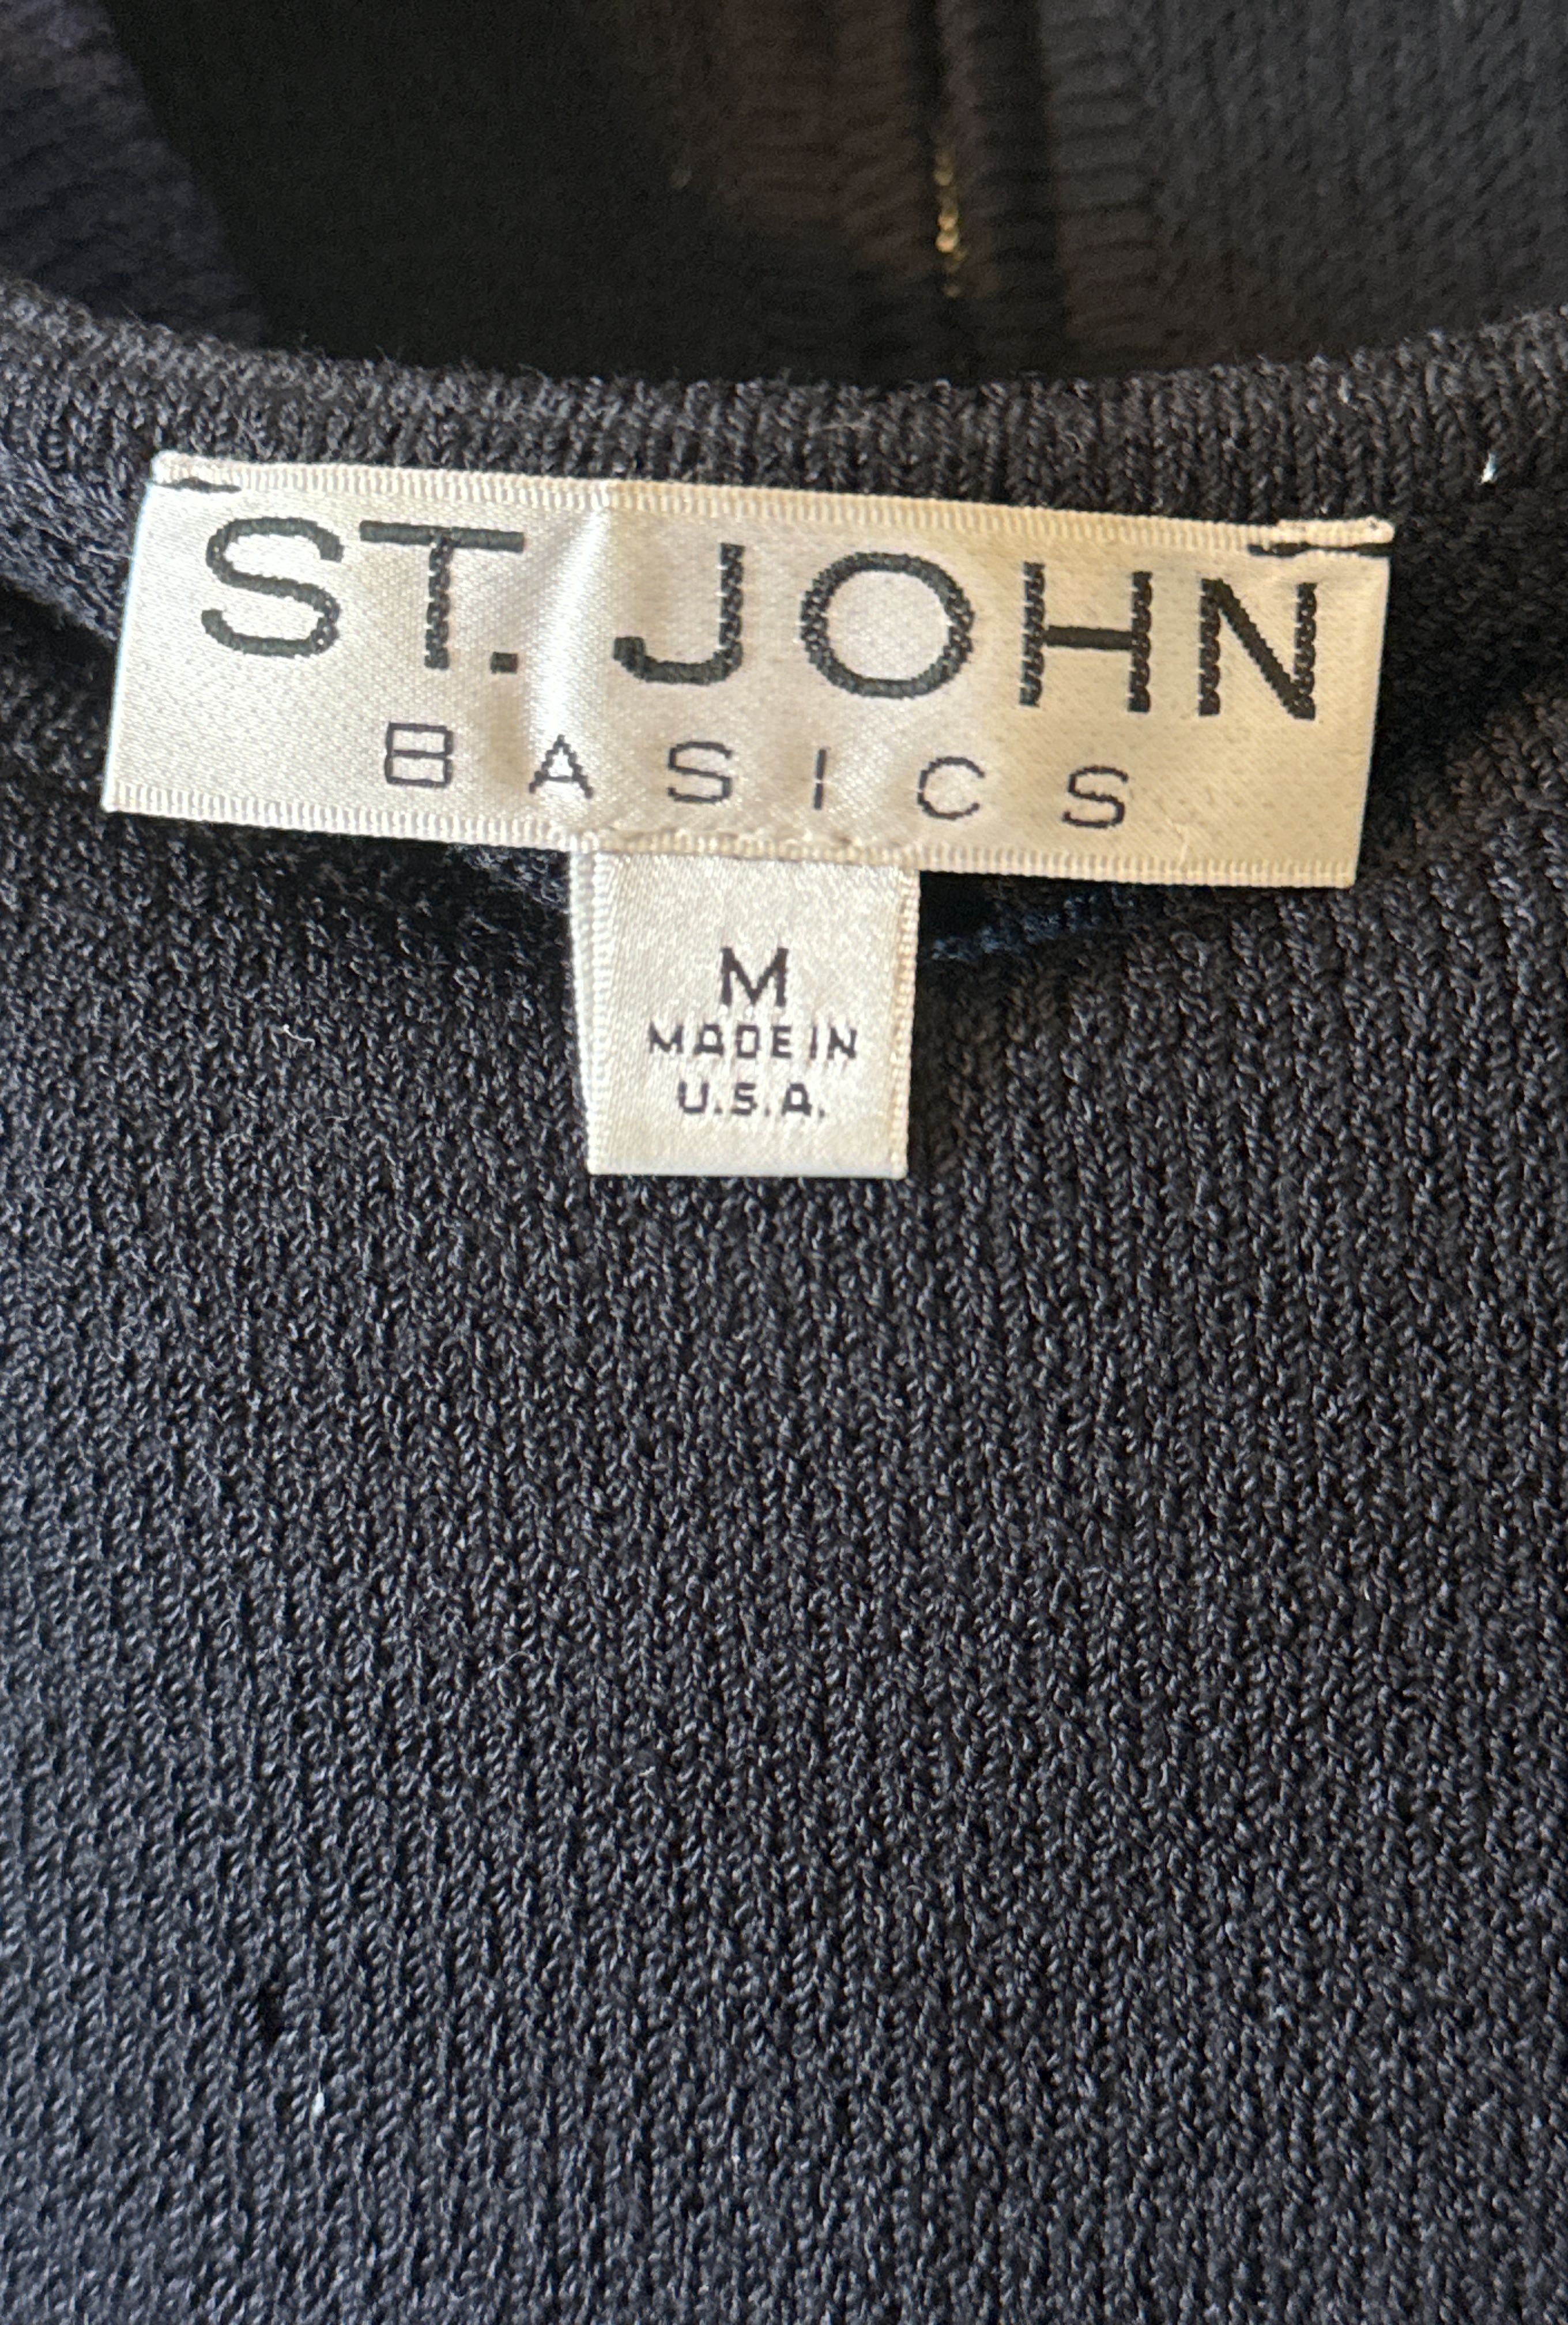 ST. JOHN
BASICS
M
MADE IN
U.S.A.